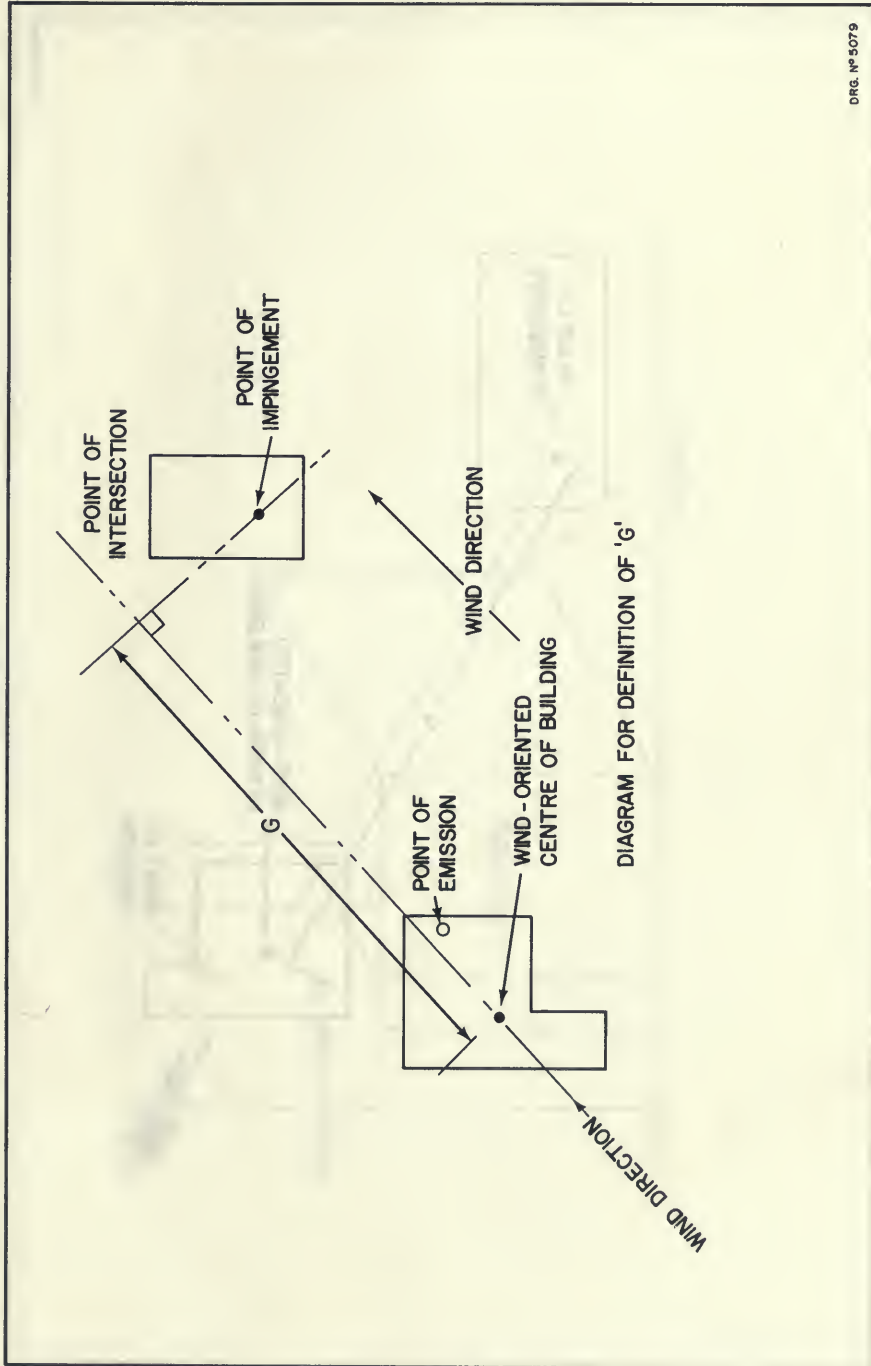 POINT OF
INTERSECTION
POINT OF
IMPINGEMENT
G
WIND DIRECTION
POINT OF
EMISSION
WIND-ORIENTED
CENTRE OF BUILDING
WIND DIRECTION
DIAGRAM FOR DEFINITION OF 'G'
DRG. Nº 5079